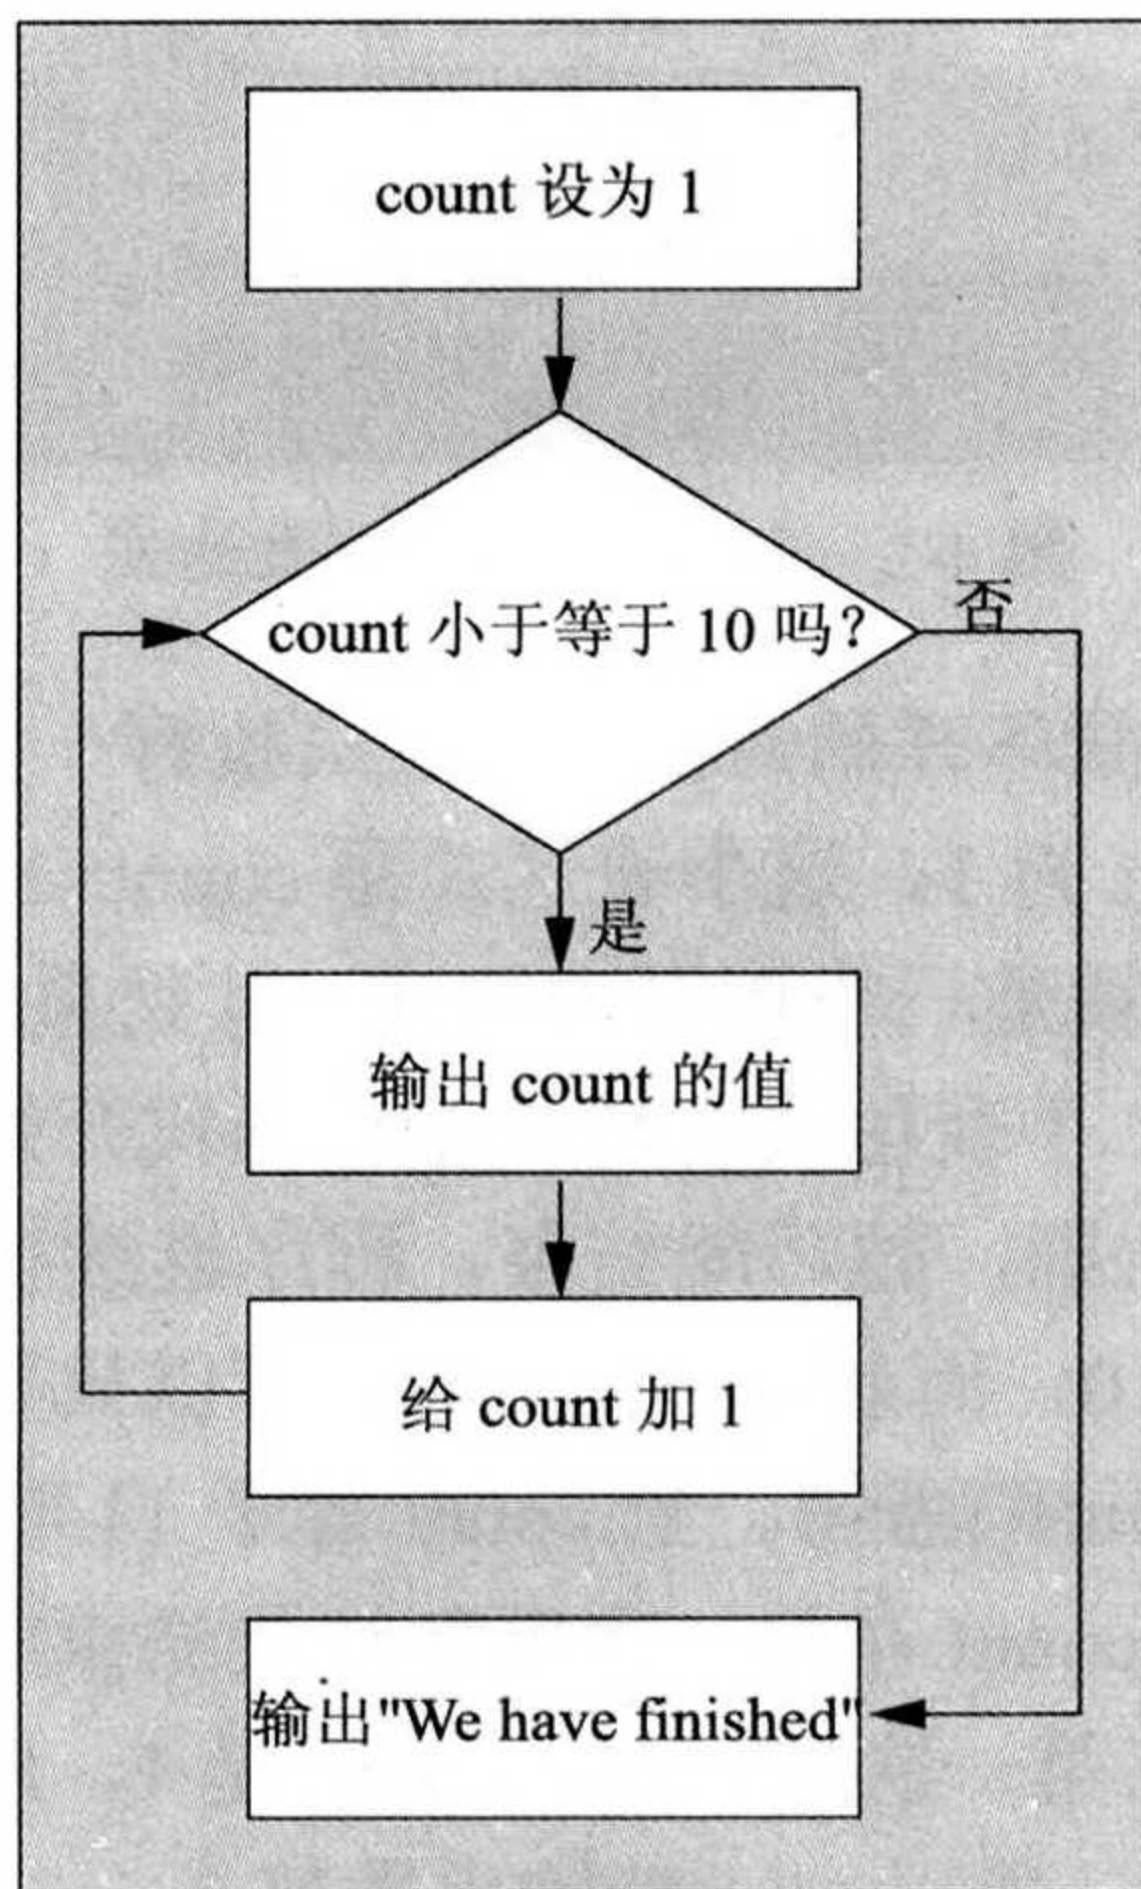 count 设为 1
count 小于等于 10 吗？
否
是
输出 count 的值
给 count 加 1
输出"We have finished"